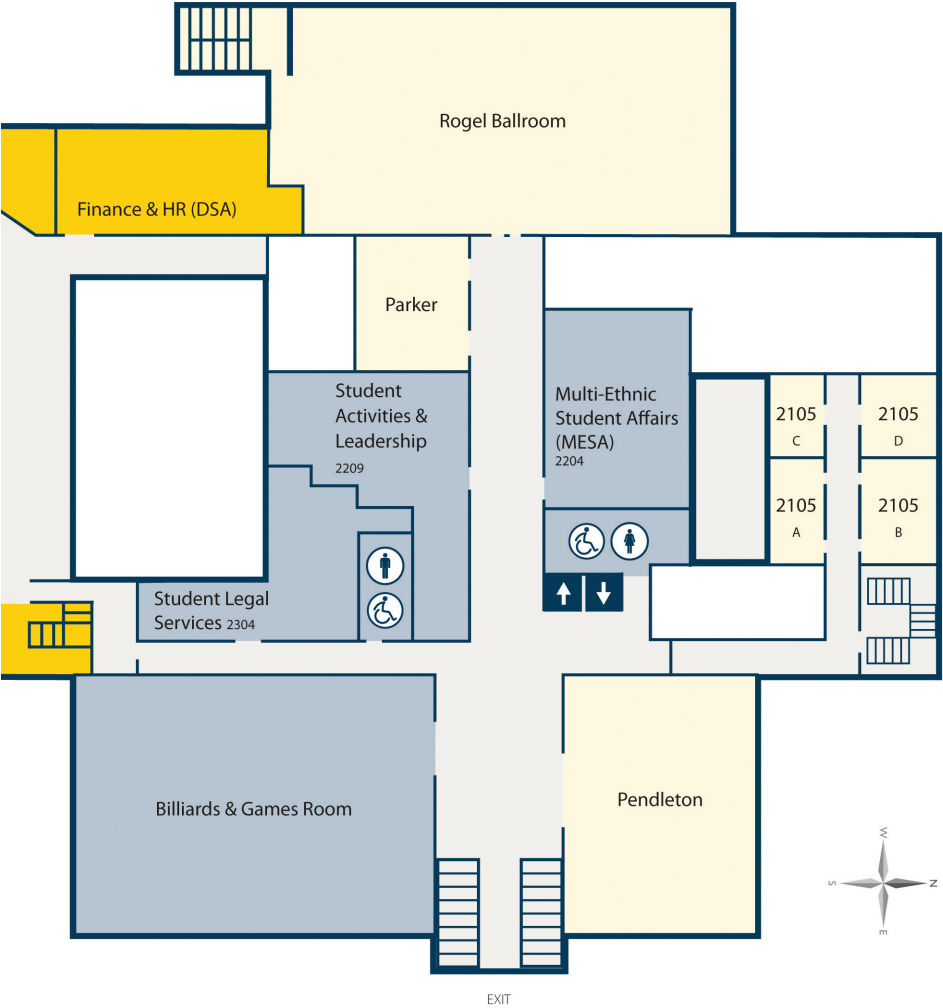 Rogel Ballroom
Finance & HR (DSA)
Parker
Student
Activities &
Leadership
2209
Multi-Ethnic
Student Affairs
(MESA)
2204
2105
C
2105
D
2105
A
2105
B
Student Legal
Services 2304
Billiards & Games Room
Pendleton
W
S
N
E
EXIT